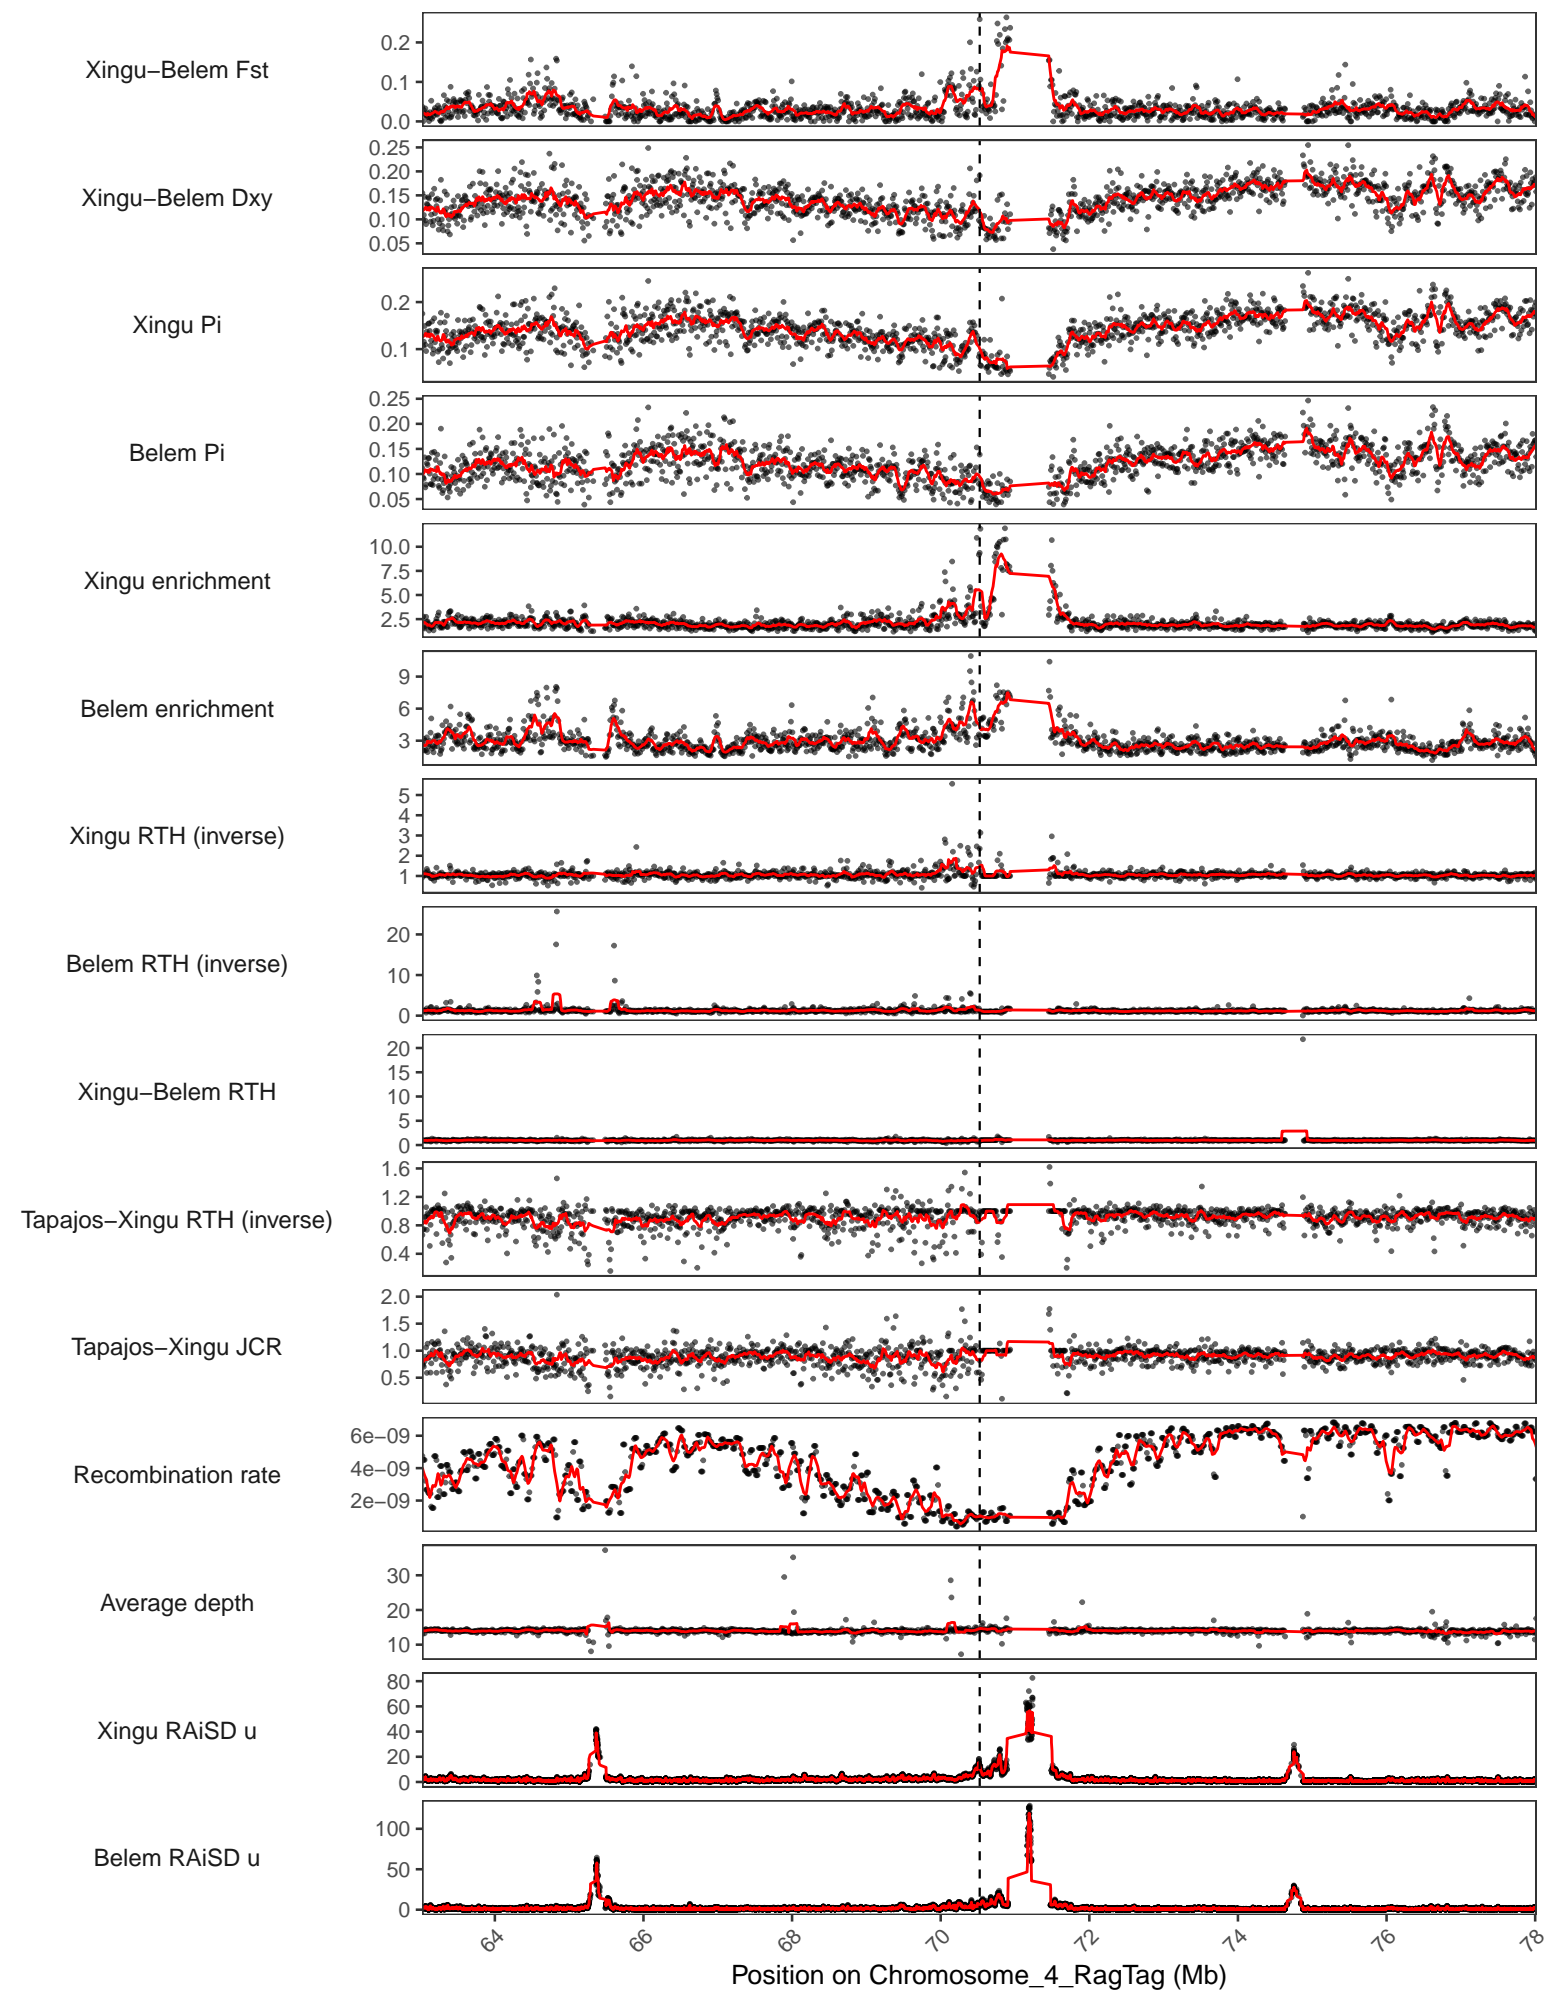 Xingu−Belem Fst
0.2
0.1
0.0
Xingu−Belem Dxy
0.25
0.20
0.15
0.10
0.05
Xingu Pi
0.2
0.1
Belem Pi
0.25
0.20
0.15
0.10
0.05
Xingu enrichment
10.0
7.5
5.0
2.5
Belem enrichment
9
6
3
Xingu RTH (inverse)
5
4
3
2
1
Belem RTH (inverse)
20
10
0
Xingu−Belem RTH
20
15
10
5
0
Tapajos−Xingu RTH (inverse)
1.6
1.2
0.8
0.4
Tapajos−Xingu JCR
2.0
1.5
1.0
0.5
Recombination rate
6e−09
4e−09
2e−09
Average depth
30
20
10
Xingu RAiSD u
80
60
40
20
0
Belem RAiSD u
100
50
0
64 66 68 70 72 74 76 78
Position on Chromosome_4_RagTag (Mb)